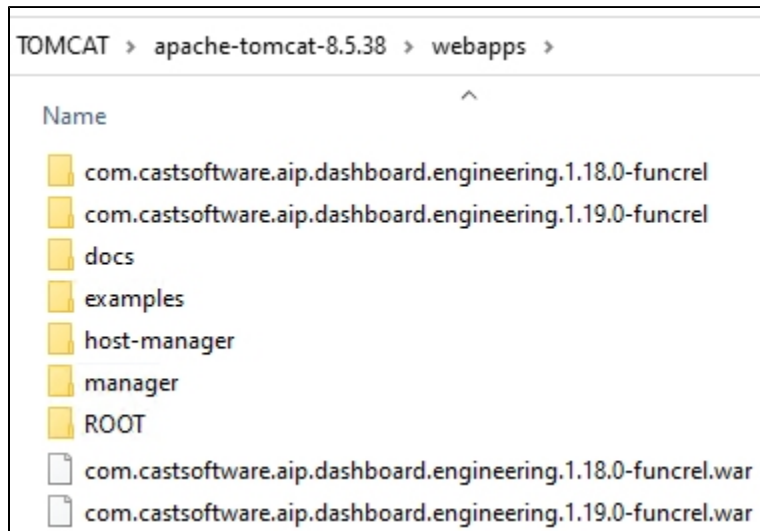 TOMCAT > apache-tomcat-8.5.38 > webapps >
Name
com.castsoftware.aip.dashboard.engineering.1.18.0-funcrel
com.castsoftware.aip.dashboard.engineering.1.19.0-funcrel
docs
examples
host-manager
manager
ROOT
com.castsoftware.aip.dashboard.engineering.1.18.0-funcrel.war
com.castsoftware.aip.dashboard.engineering.1.19.0-funcrel.war